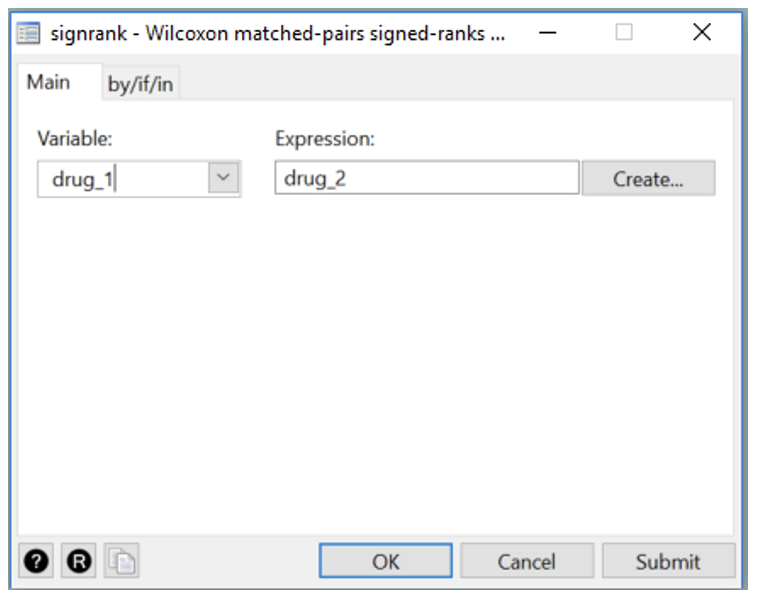 signrank - Wilcoxon matched-pairs signed-ranks ...
Main by/if/in
Variable: Expression:
drug_1 drug_2 Create...
? R OK Cancel Submit